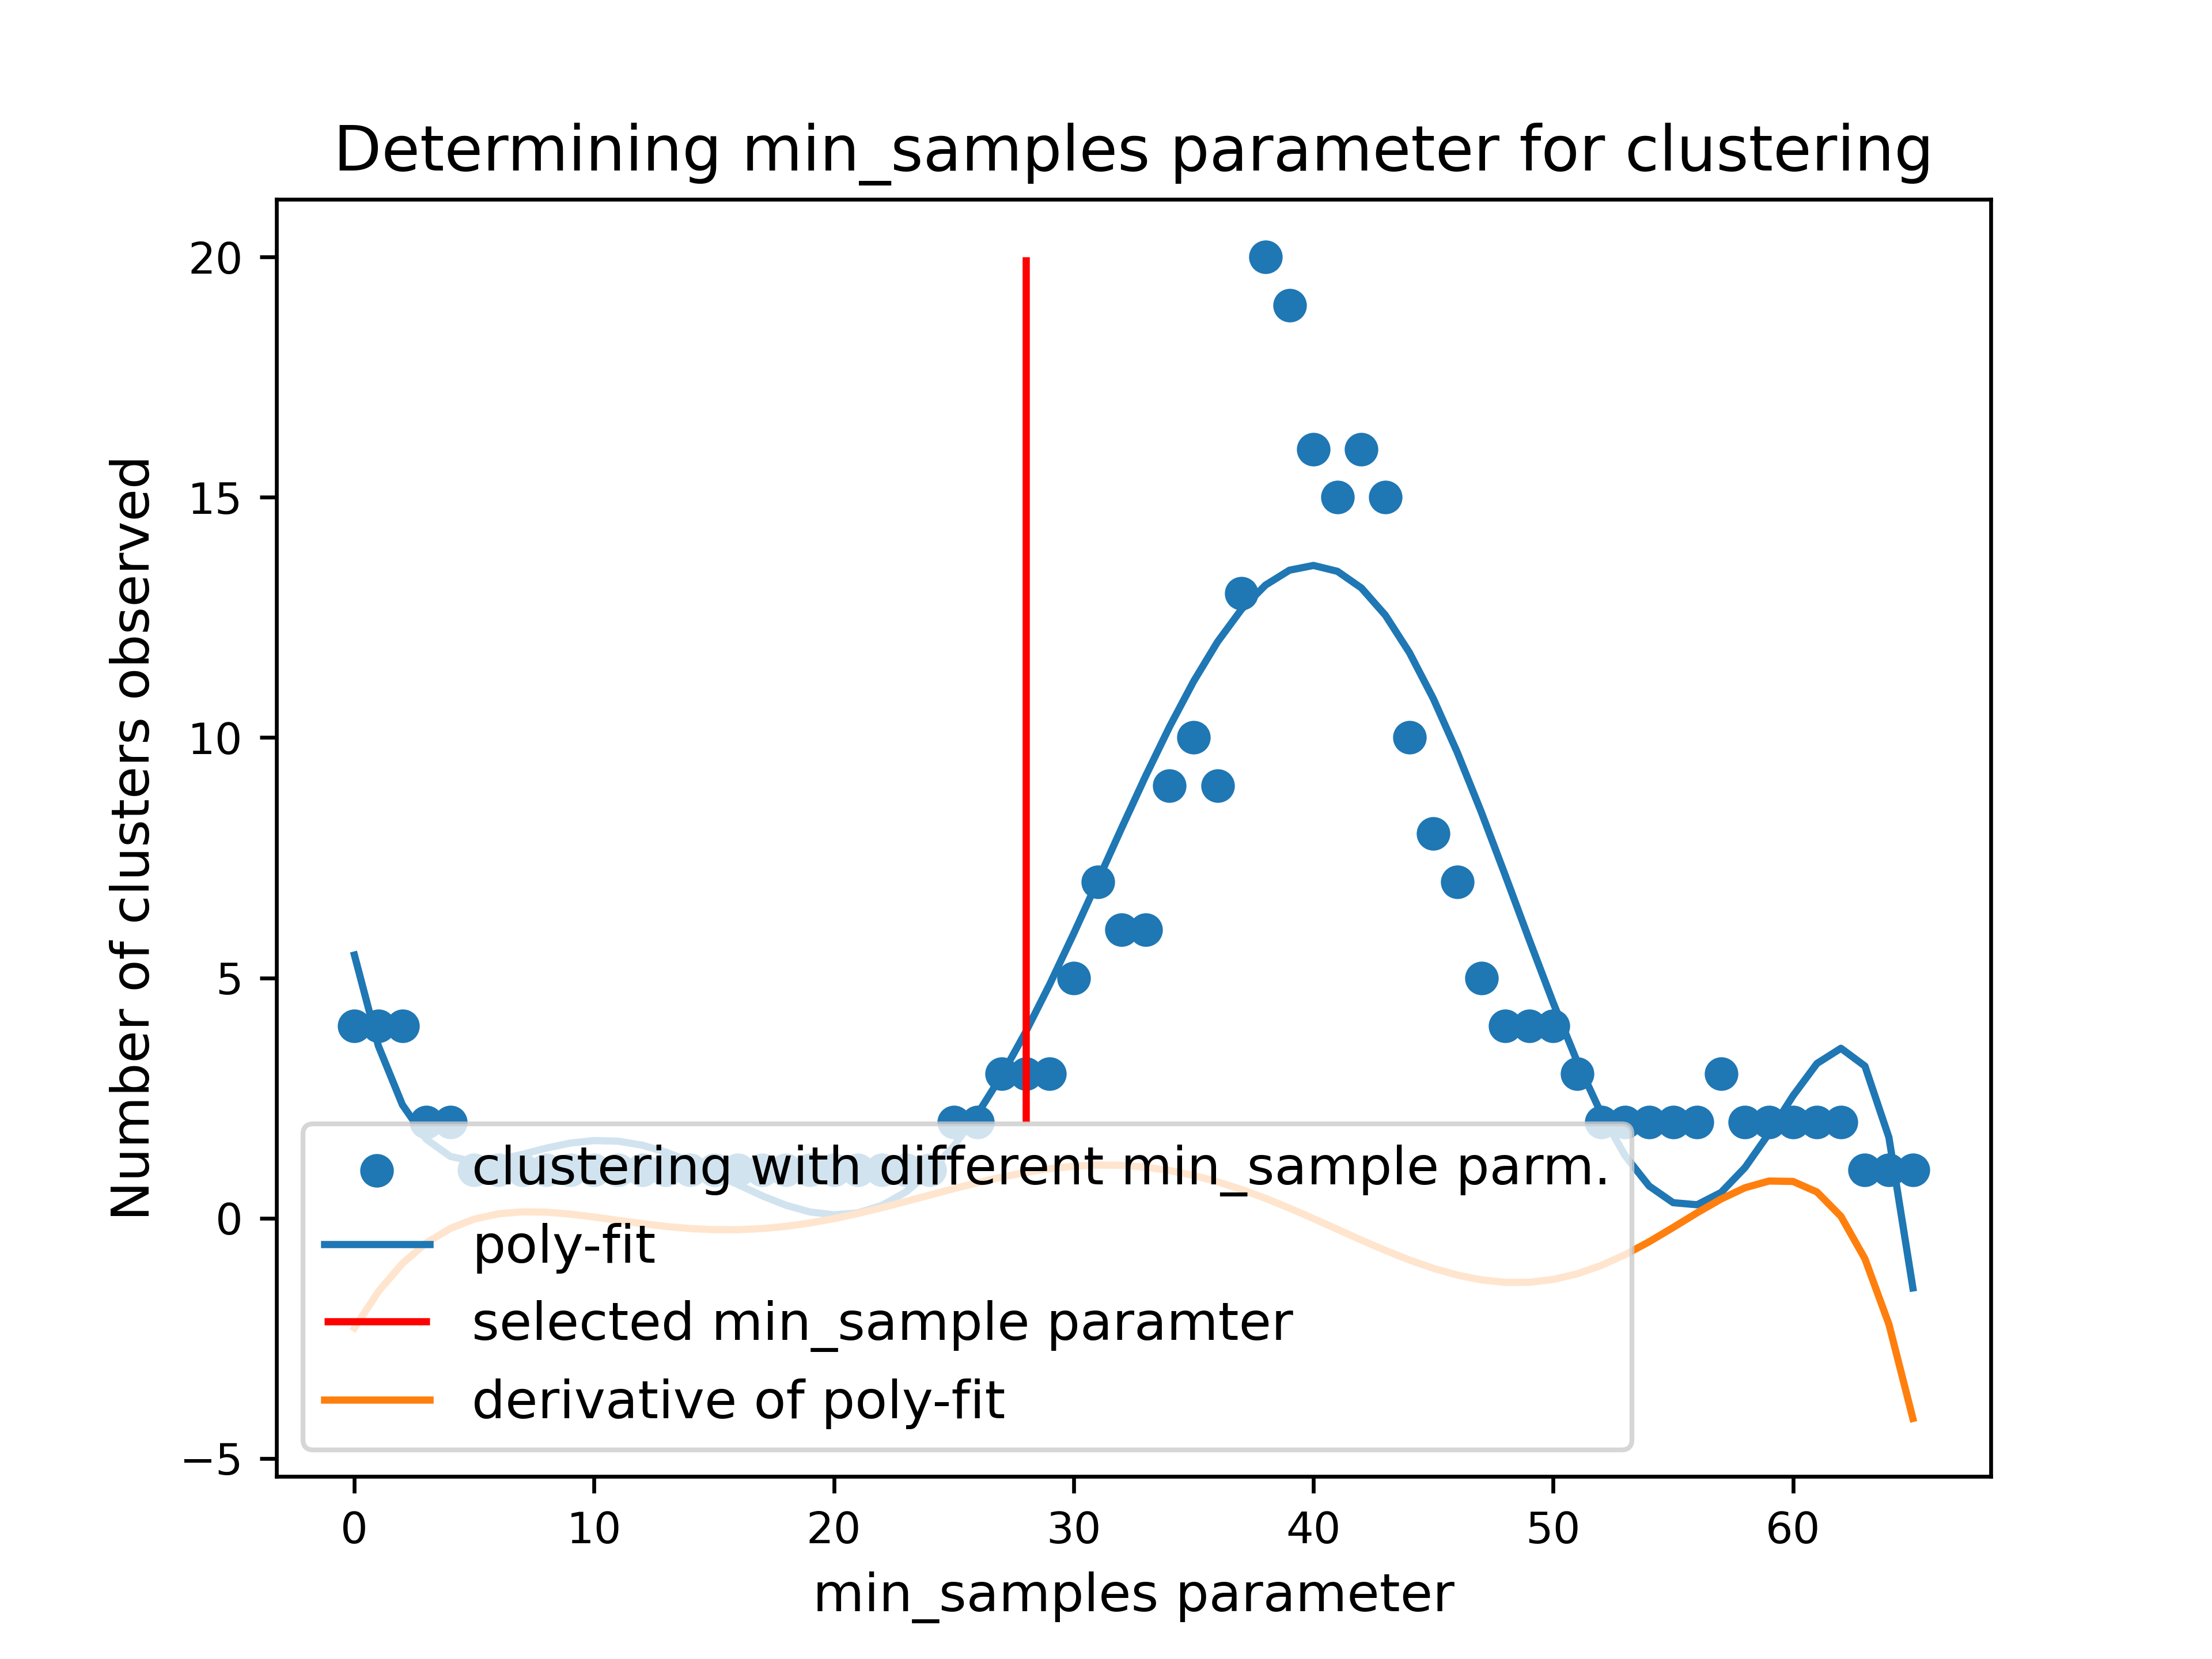 Determining min_samples parameter for clustering
Number of clusters observed
20
15
10
5
0
−5
clustering with different min_sample parm.
poly-fit
selected min_sample paramter
derivative of poly-fit
0 10 20 30 40 50 60
min_samples parameter